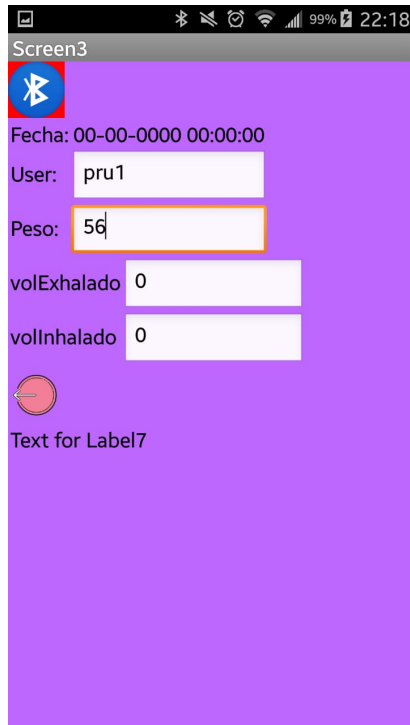 99% 22:18
Screen3
Fecha: 00-00-0000 00:00:00
User: pru1
Peso: 56
volExhalado 0
volInhalado 0
Text for Label7